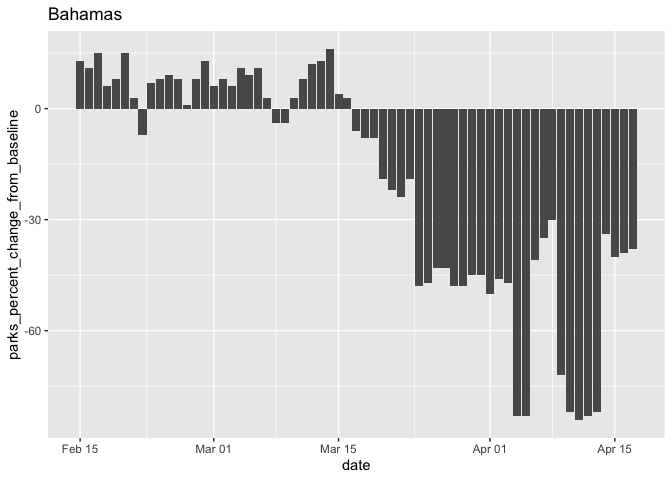 Bahamas
parks_percent_change_from_baseline
0
-30
-60
Feb 15
Mar 01
Mar 15
Apr 01
Apr 15
date